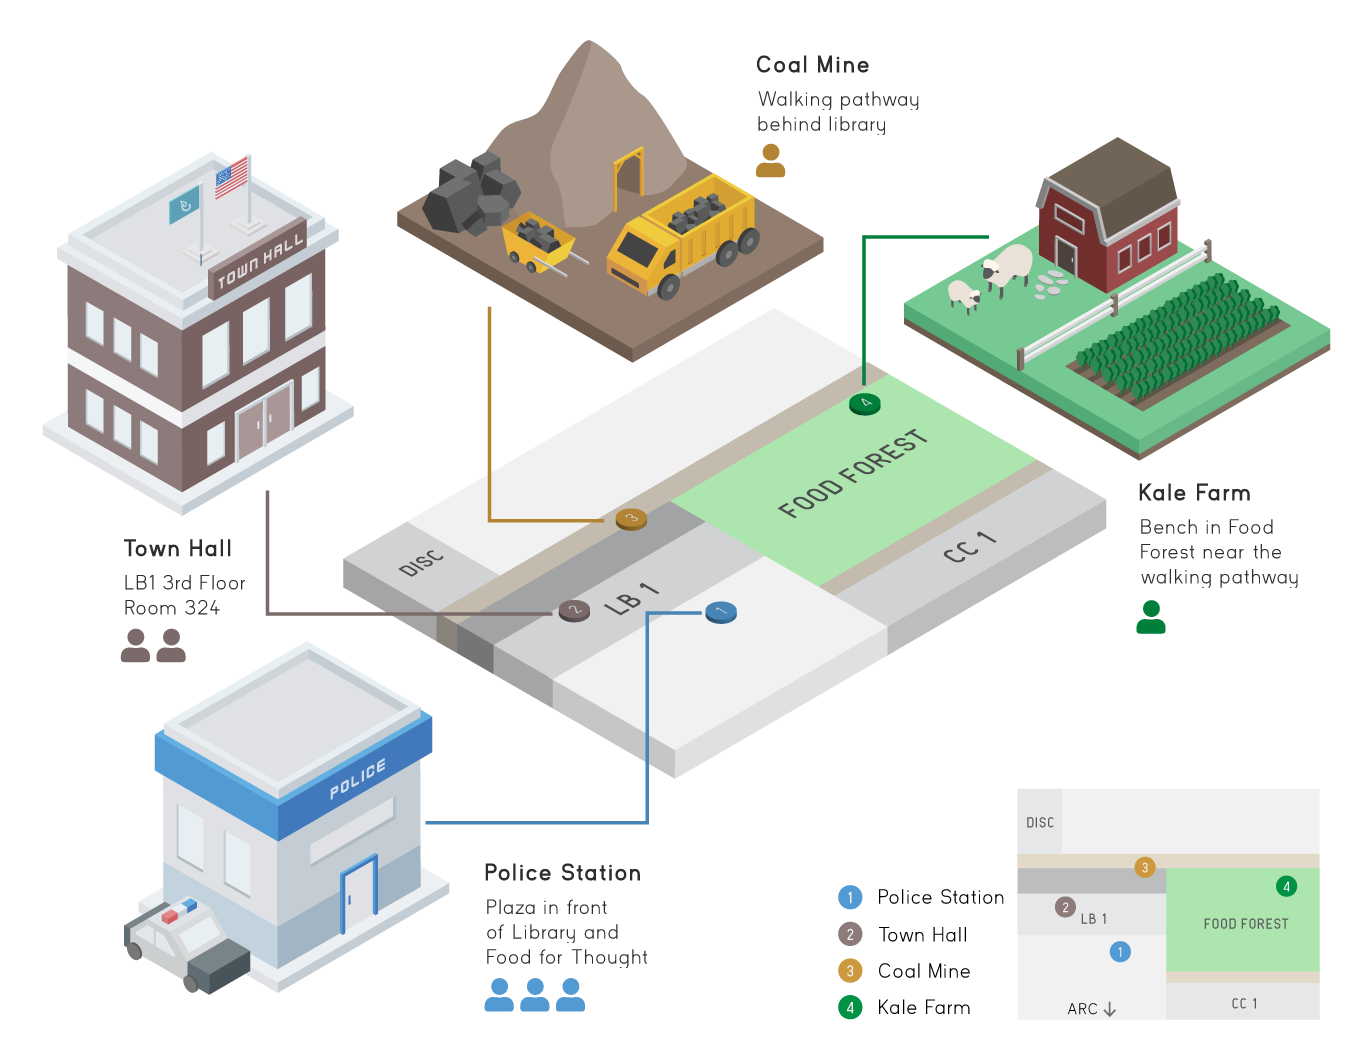 Coal Mine
Walking pathway
behind library
TOWN HALL
Town Hall
LB1 3rd Floor
Room 324
Kale Farm
Bench in Food
Forest near the
walking pathway
4
FOOD FOREST
3
DISC
CC 1
2
LB 1
1
POLICE
Police Station
Plaza in front
of Library and
Food for Thought
1 Police Station
2 Town Hall
3 Coal Mine
4 Kale Farm
DISC
3
4
2
LB 1
FOOD FOREST
1
CC 1
ARC ↓